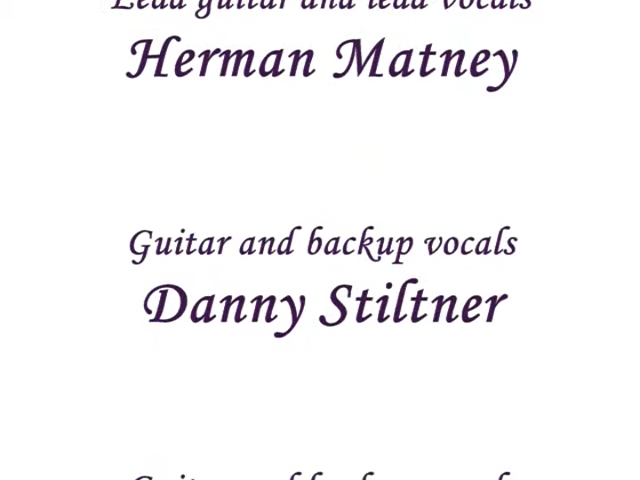 Lead guitar and lead vocals
Herman Matney
Guitar and backup vocals
Danny Stiltner